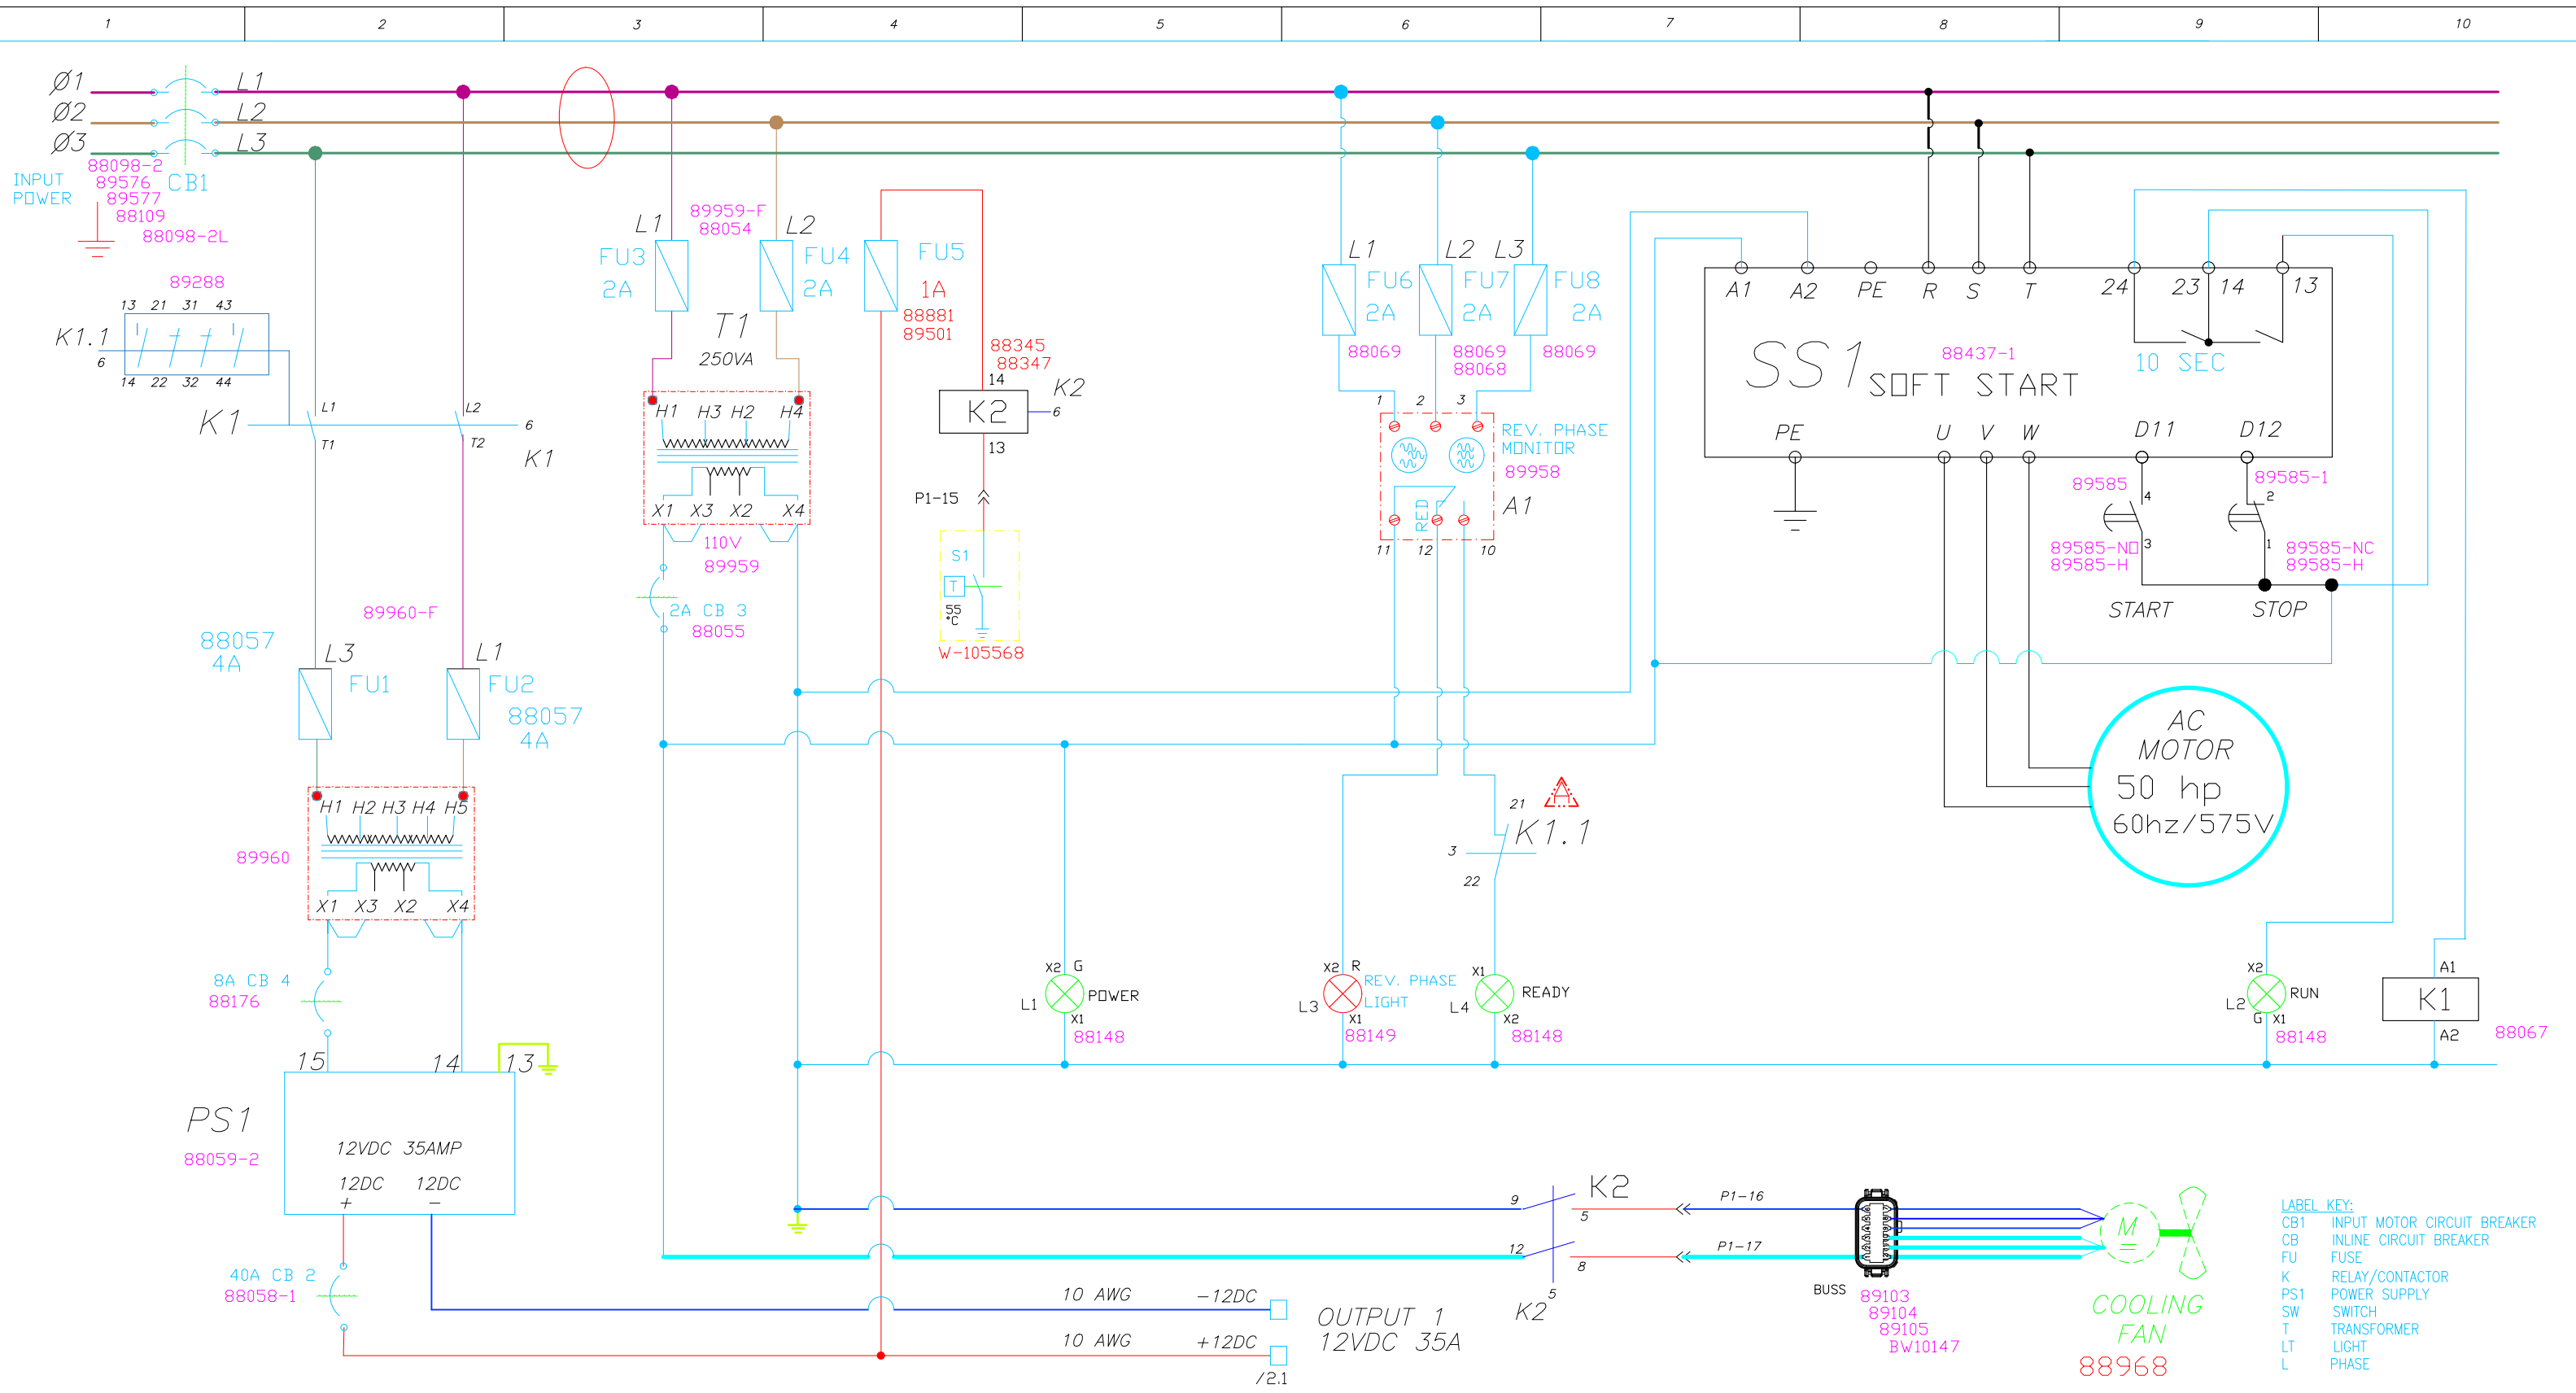 1 2 3 4 5 6 7 8 9 10
Ø1 L1
Ø2 L2
Ø3 L3
INPUT
POWER
88098-2
89576
89577
88109
88098-2L
CB1
89288
13 21 31 43
K1.1
6
14 22 32 44
K1
L1
T1
L2
T2
6
K1
89960-F
88057
4A
L3
FU1
L1
FU2
88057
4A
H1 H2 H3 H4 H5
89960
X1 X3 X2 X4
8A CB 4
88176
15 14 13
PS1
88059-2
12VDC 35AMP
12DC 12DC
+ −
40A CB 2
88058-1
89959-F
88054
L1
FU3
2A
L2
FU4
2A
T1
250VA
H1 H3 H2 H4
X1 X3 X2 X4
110V
89959
2A CB 3
88055
FU5
1A
88881
89501
88345
88347
14
K2
K2
6
13
P1-15
S1
T
55
°C
W-105568
L1 L2 L3
FU6 FU7 FU8
2A 2A 2A
88069 88069 88069
88068
1 2 3
REV. PHASE
MONITOR
89958
A1
RED
11 12 10
21
A
K1.1
3
22
X2 G
L1 POWER
X1
88148
X2 R
REV. PHASE
LIGHT
L3
X1
88149
X1
L4 READY
X2
88148
A1 A2 PE R S T 24 23 14 13
SS1 SOFT START
88437-1
10 SEC
PE U V W D11 D12
89585
4
3
89585-NO
89585-H
START
89585-1
2
1
89585-NC
89585-H
STOP
AC
MOTOR
50 hp
60hz/575V
X2
L2 RUN
G X1
88148
A1
K1
A2
88067
9
K2
5
12
8
5
K2
P1-16
P1-17
BUSS
89103
89104
89105
BW10147
M
COOLING
FAN
88968
10 AWG -12DC
10 AWG +12DC
OUTPUT 1
12VDC 35A
/2.1
LABEL KEY:
CB1 INPUT MOTOR CIRCUIT BREAKER
CB INLINE CIRCUIT BREAKER
FU FUSE
K RELAY/CONTACTOR
PS1 POWER SUPPLY
SW SWITCH
T TRANSFORMER
LT LIGHT
L PHASE